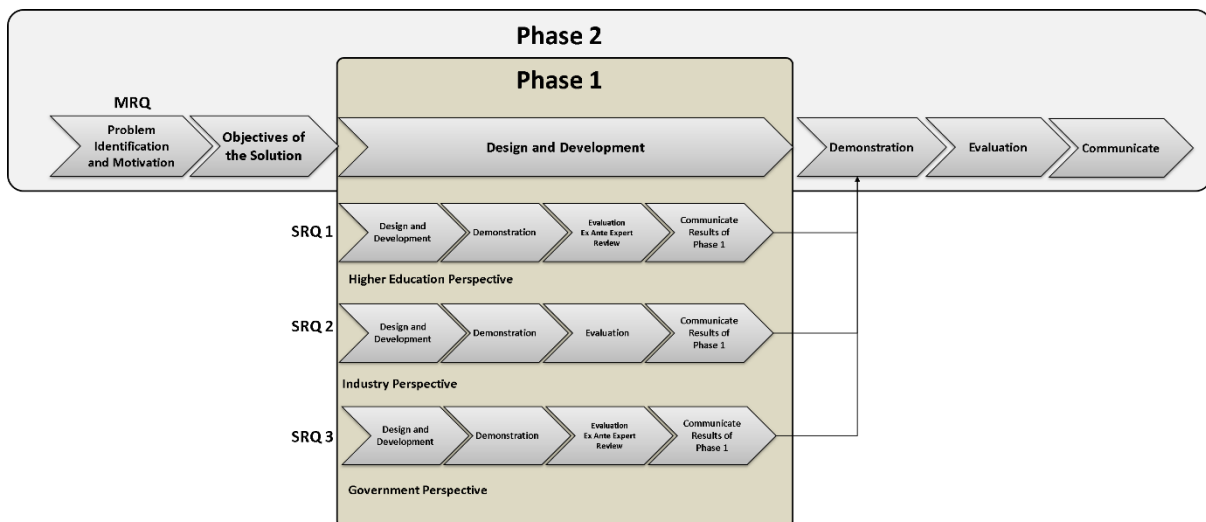 Phase 2
Phase 1
MRQ
Problem
Identification
and Motivation
Objectives of
the Solution
Design and Development
Demonstration
Evaluation
Communicate
SRQ 1
Design and
Development
Demonstration
Evaluation
Ex Ante Expert
Review
Communicate
Results of
Phase 1
Higher Education Perspective
SRQ 2
Design and
Development
Demonstration
Evaluation
Communicate
Results of
Phase 1
Industry Perspective
SRQ 3
Design and
Development
Demonstration
Evaluation
Ex Ante Expert
Review
Communicate
Results of
Phase 1
Government Perspective